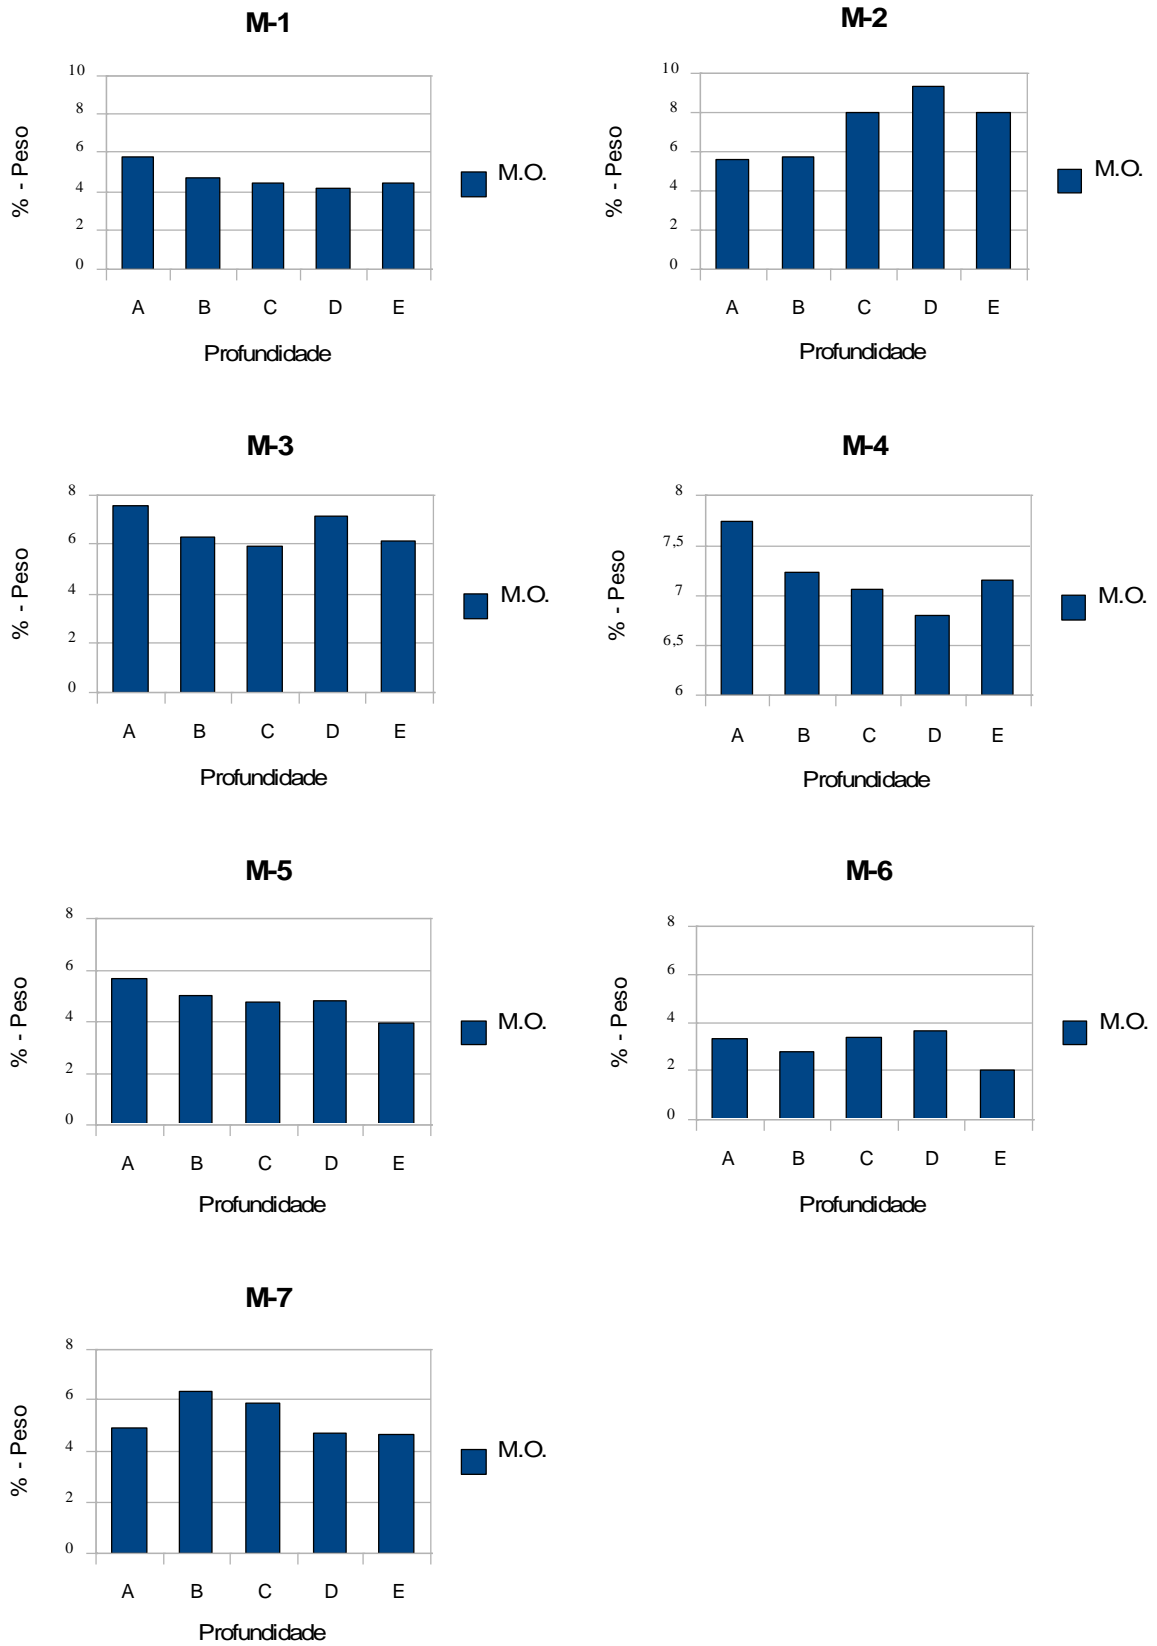 M-1
% - Peso
10
8
6
4
2
0
A B C D E
Profundidade
M.O.
M-2
% - Peso
10
8
6
4
2
0
A B C D E
Profundidade
M.O.
M-3
% - Peso
8
6
4
2
0
A B C D E
Profundidade
M.O.
M-4
% - Peso
8
7,5
7
6,5
6
A B C D E
Profundidade
M.O.
M-5
% - Peso
8
6
4
2
0
A B C D E
Profundidade
M.O.
M-6
% - Peso
8
6
4
2
0
A B C D E
Profundidade
M.O.
M-7
% - Peso
8
6
4
2
0
A B C D E
Profundidade
M.O.